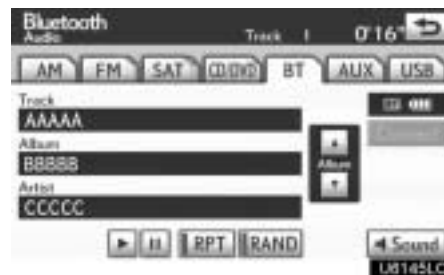 Bluetooth
Audio
Track 1 0'16"
AM FM SAT CD/DVD BT AUX USB
Track
AAAAA
Album
BBBBB
Artist
CCCCC
Album
RPT RAND
Sound
U8145LC